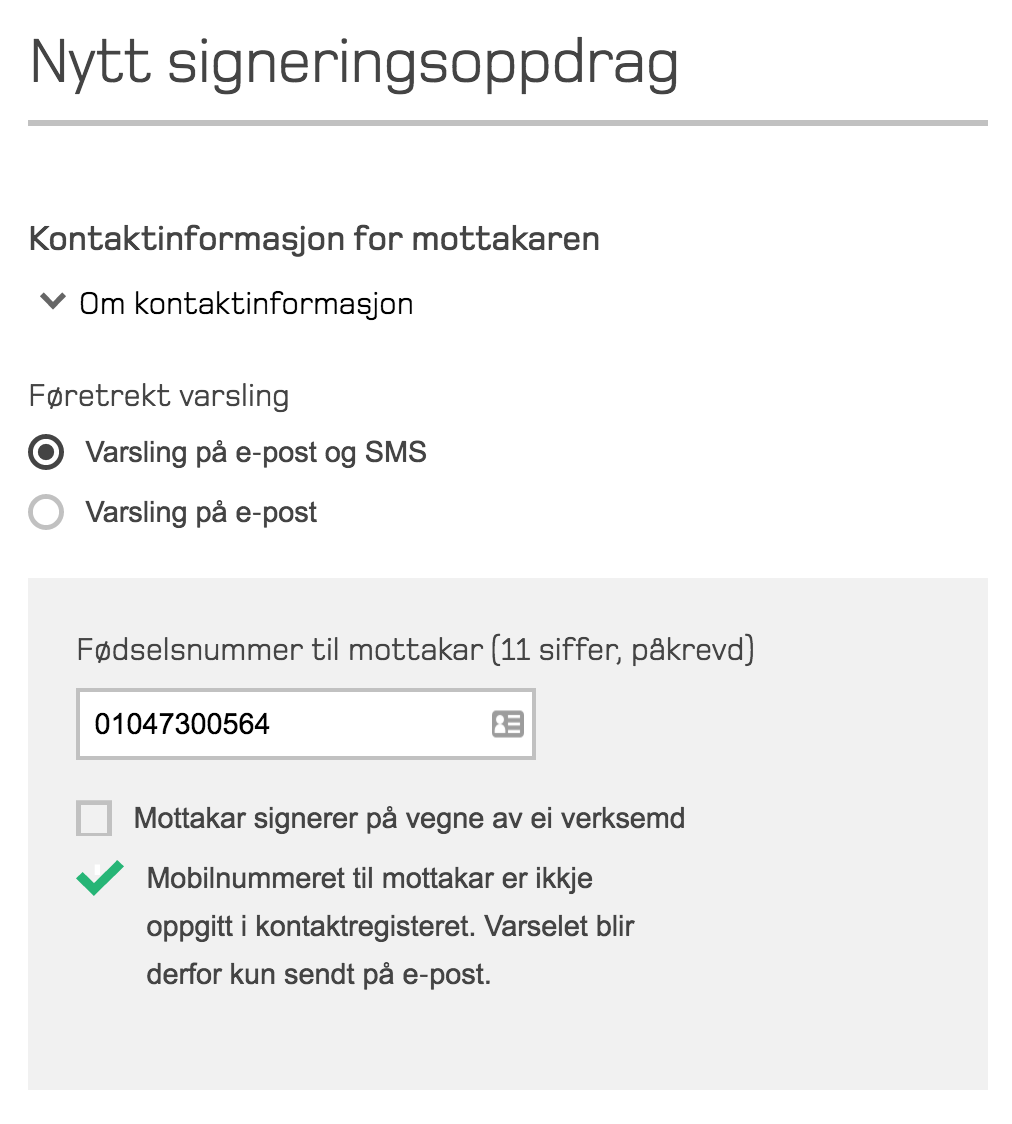 Nytt signeringsoppdrag
Kontaktinformasjon for mottakaren
Om kontaktinformasjon
Føretrekt varsling
Varsling på e-post og SMS
Varsling på e-post
Fødselsnummer til mottakar (11 siffer, påkrevd)
01047300564
Mottakar signerer på vegne av ei verksemd
Mobilnummeret til mottakar er ikkje
oppgitt i kontaktregisteret. Varselet blir
derfor kun sendt på e-post.